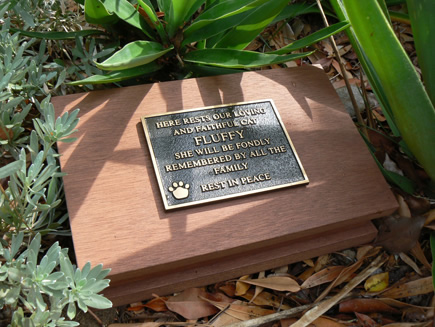 HERE RESTS OUR LOVING
AND FAITHFUL CAT
FLUFFY
SHE WILL BE FONDLY
REMEMBERED BY ALL THE
FAMILY
REST IN PEACE